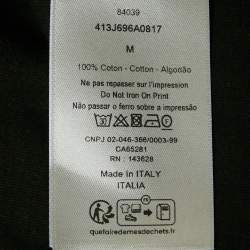 84039
413J696A0817
M
100% Coton - Cotton - Algodão
Ne pas repasser sur l'impression
Do Not Iron On Print
Não passar o ferro sobre a impressão
CNPJ 02-046-366/0003-99
CA65281
RN : 143628
Made in ITALY
ITALIA
FR
quefairedemesdechets.fr